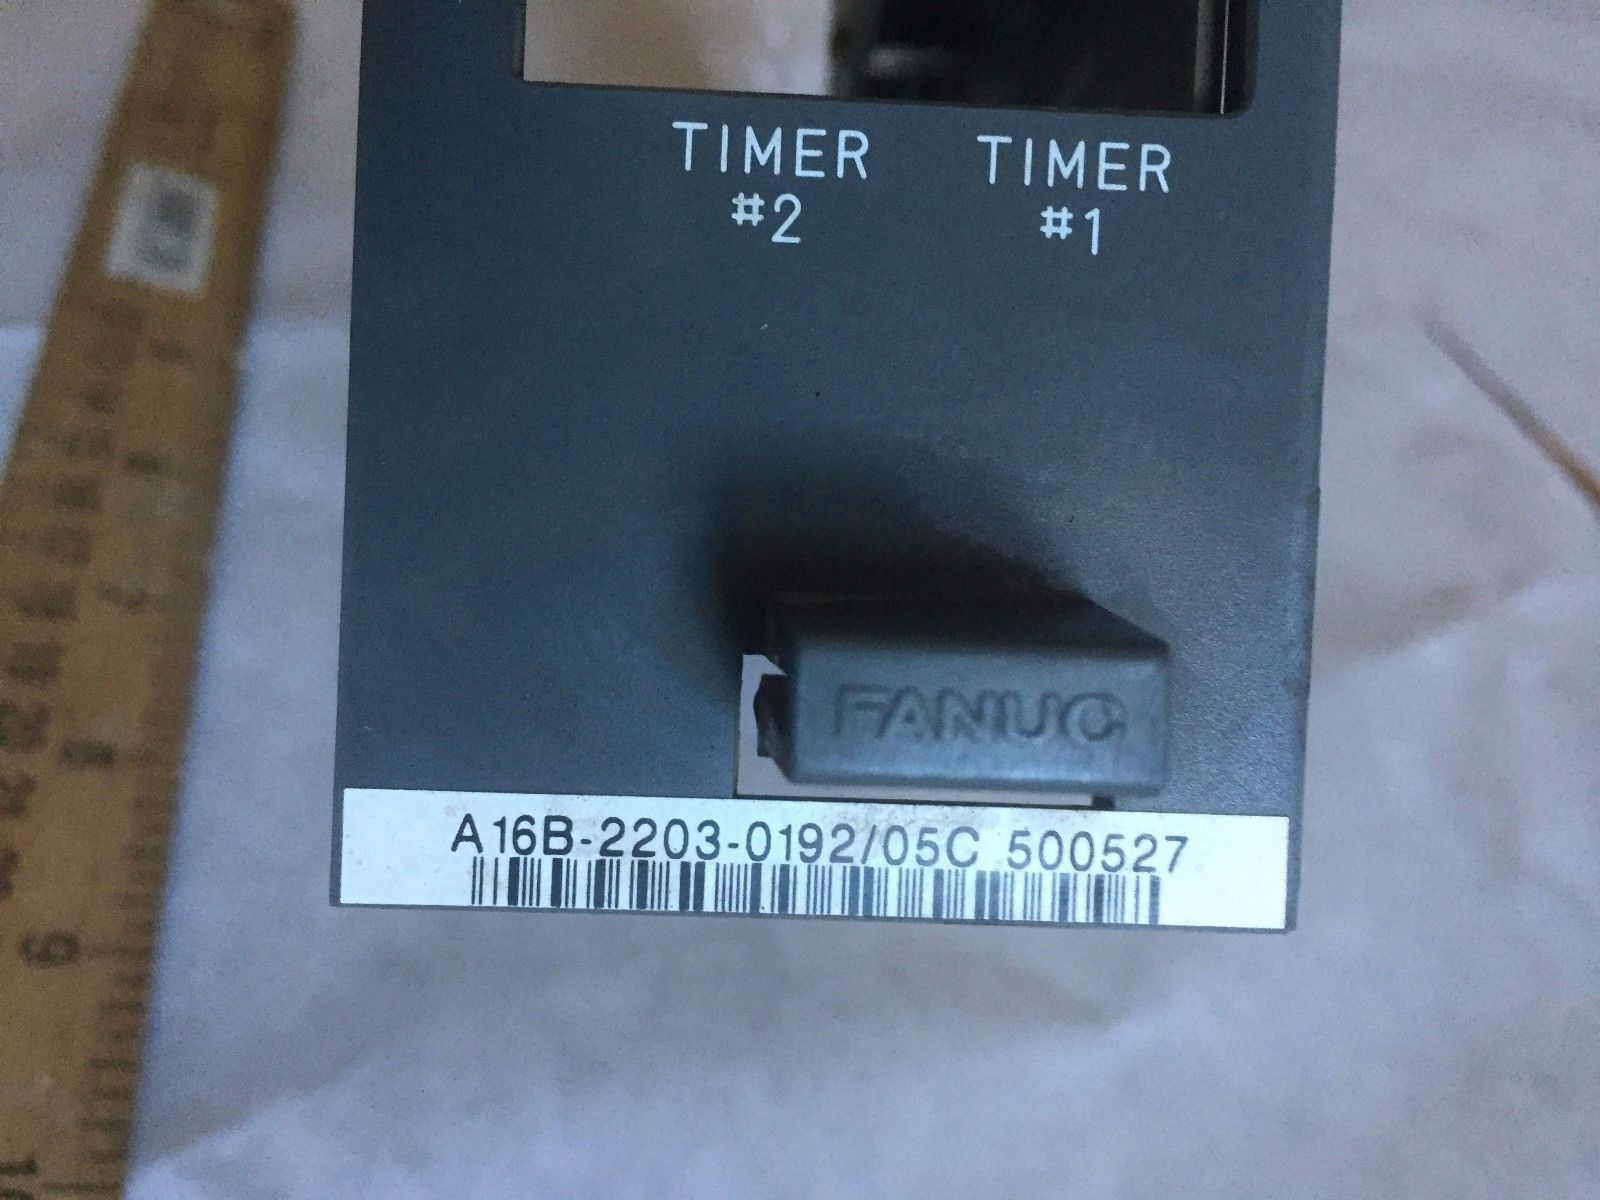 TIMER #2
TIMER #1
FANUC
A16B-2203-0192/05C 500527